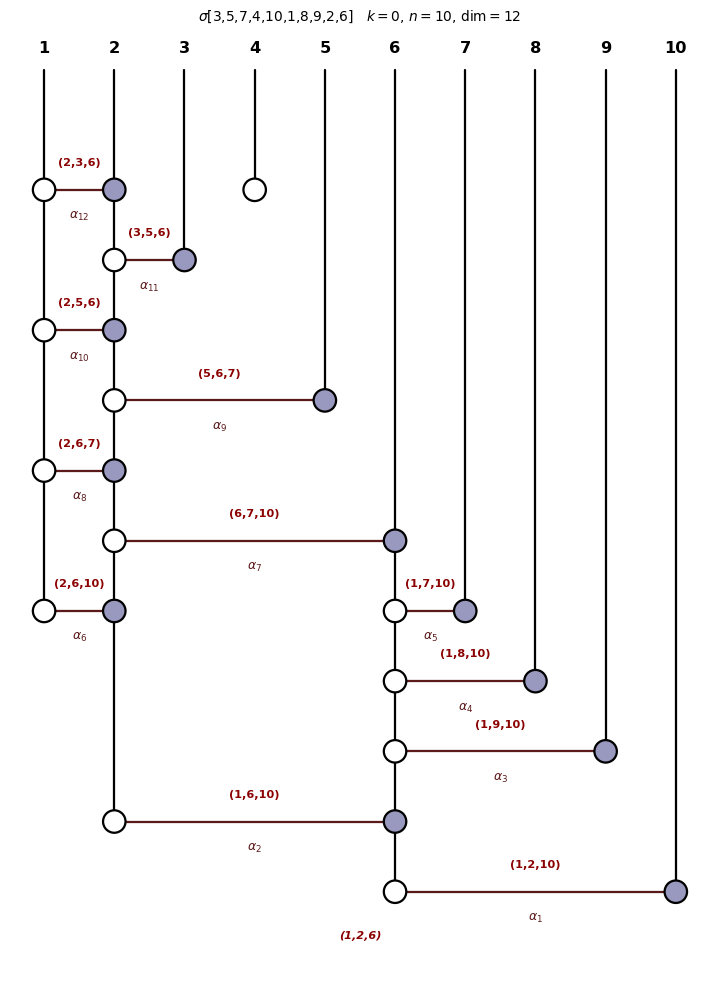 σ[3,5,7,4,10,1,8,9,2,6] k = 0, n = 10, dim = 12
1 2 3 4 5 6 7 8 9 10
(2,3,6)
α12
(3,5,6)
α11
(2,5,6)
α10
(5,6,7)
α9
(2,6,7)
α8
(6,7,10)
α7
(2,6,10) (1,7,10)
α6 α5
(1,8,10)
α4
(1,9,10)
α3
(1,6,10)
α2
(1,2,10)
α1
(1,2,6)